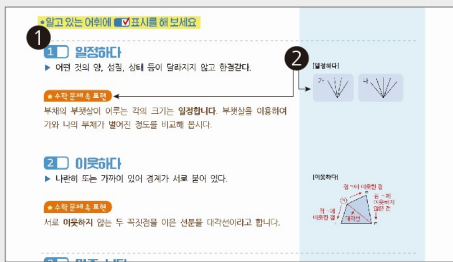 알고 있는 어휘에 ☑표시를 해 보세요
1
1 일정하다
▶ 어떤 것의 양, 성질, 상태 등이 달라지지 않고 한결같다.
2
[일정하다]
가
나
★수학 문제 속 표현
부채의 부챗살이 이루는 각의 크기는 일정합니다. 부챗살을 이용하여
가와 나의 부채가 벌어진 정도를 비교해 봅시다.
2 이웃하다
▶ 나란히 또는 가까이 있어 경계가 서로 붙어 있다.
[이웃하다]
★수학 문제 속 표현
서로 이웃하지 않는 두 꼭짓점을 이은 선분을 대각선이라고 합니다.
대각선